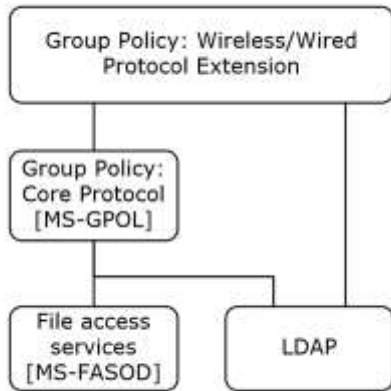 Group Policy: Wireless/Wired
Protocol Extension
Group Policy:
Core Protocol
[MS-GPOL]
File access
services
[MS-FASOD]
LDAP